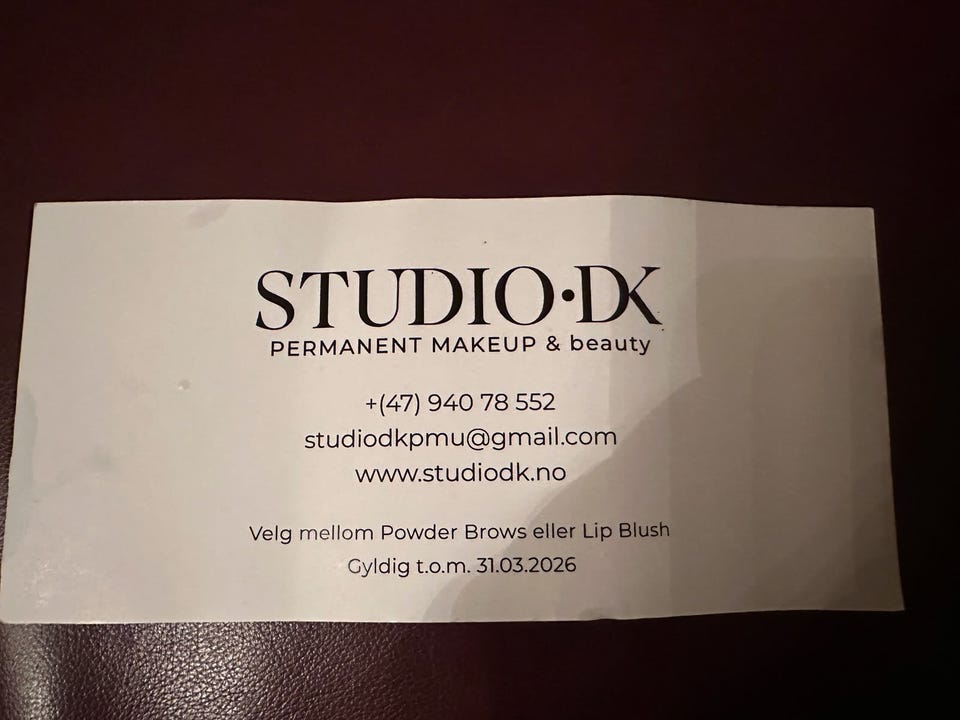 STUDIO·DK
PERMANENT MAKEUP & beauty
+(47) 940 78 552
studiodkpmu@gmail.com
www.studiodk.no
Velg mellom Powder Brows eller Lip Blush
Gyldig t.o.m. 31.03.2026